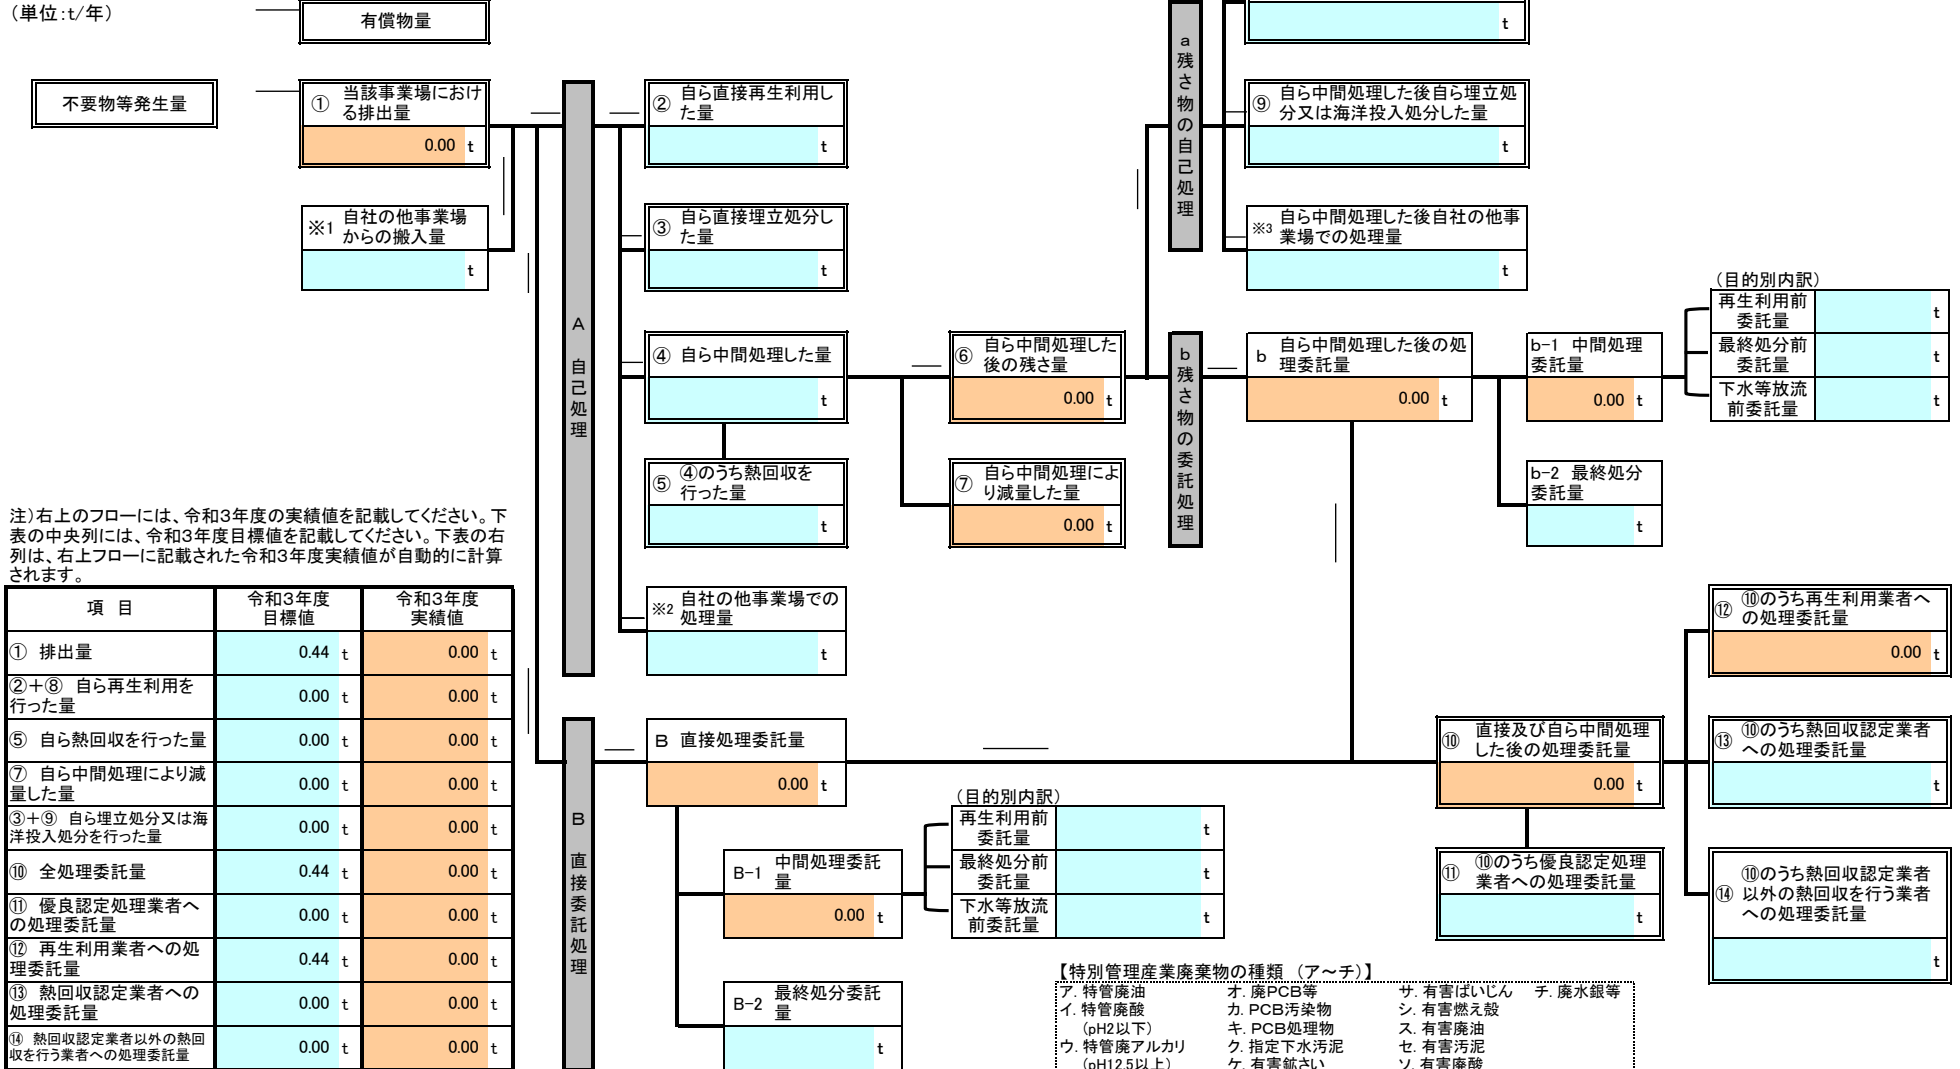 （単位:t/年）
有償物量
t
不要物等発生量
① 当該事業場におけ
る排出量
0.00 t
※1 自社の他事業場
からの搬入量
t
A 自己処理
② 自ら直接再生利用し
た量
t
③ 自ら直接埋立処分し
た量
t
④ 自ら中間処理した量
t
⑤ ④のうち熱回収を
行った量
t
※2 自社の他事業場での
処理量
t
⑥ 自ら中間処理した
後の残さ量
0.00 t
⑦ 自ら中間処理によ
り減量した量
0.00 t
a 残さ物の自己処理
⑨ 自ら中間処理した後自ら埋立処
分又は海洋投入処分した量
t
※3 自ら中間処理した後自社の他事
業場での処理量
t
b 残さ物の委託処理
b 自ら中間処理した後の処
理委託量
0.00 t
b-1 中間処理
委託量
0.00 t
（目的別内訳）
再生利用前
委託量
t
最終処分前
委託量
t
下水等放流
前委託量
t
b-2 最終処分
委託量
t
注）右上のフローには、令和3年度の実績値を記載してください。下
表の中央列には、令和3年度目標値を記載してください。下表の右
列は、右上フローに記載された令和3年度実績値が自動的に計算
されます。
項 目 令和3年度
目標値 令和3年度
実績値
① 排出量 0.44 t 0.00 t
②＋⑧ 自ら再生利用を
行った量 0.00 t 0.00 t
⑤ 自ら熱回収を行った量 0.00 t 0.00 t
⑦ 自ら中間処理により減
量した量 0.00 t 0.00 t
③＋⑨ 自ら埋立処分又は海
洋投入処分を行った量 0.00 t 0.00 t
⑩ 全処理委託量 0.44 t 0.00 t
⑪ 優良認定処理業者へ
の処理委託量 0.00 t 0.00 t
⑫ 再生利用業者への処
理委託量 0.44 t 0.00 t
⑬ 熱回収認定業者への
処理委託量 0.00 t 0.00 t
⑭ 熱回収認定業者以外の熱回
収を行う業者への処理委託量 0.00 t 0.00 t
B 直接委託処理
B 直接処理委託量
0.00 t
B-1 中間処理委託
量
0.00 t
（目的別内訳）
再生利用前
委託量
t
最終処分前
委託量
t
下水等放流
前委託量
t
B-2 最終処分委託
量
t
⑩ 直接及び自ら中間処理
した後の処理委託量
0.00 t
⑪ ⑩のうち優良認定処理
業者への処理委託量
t
⑫ ⑩のうち再生利用業者へ
の処理委託量
0.00 t
⑬ ⑩のうち熱回収認定業者
への処理委託量
t
⑭ ⑩のうち熱回収認定業者
以外の熱回収を行う業者
への処理委託量
t
【特別管理産業廃棄物の種類 （ア～チ）】
ア. 特管廃油 オ. 廃PCB等 サ. 有害ばいじん チ. 廃水銀等
イ. 特管廃酸 カ. PCB汚染物 シ. 有害燃え殻
（pH2以下） キ. PCB処理物 ス. 有害廃油
ウ. 特管廃アルカリ ク. 指定下水汚泥 セ. 有害汚泥
（pH12.5以上） ケ. 有害鉱さい ソ. 有害廃酸